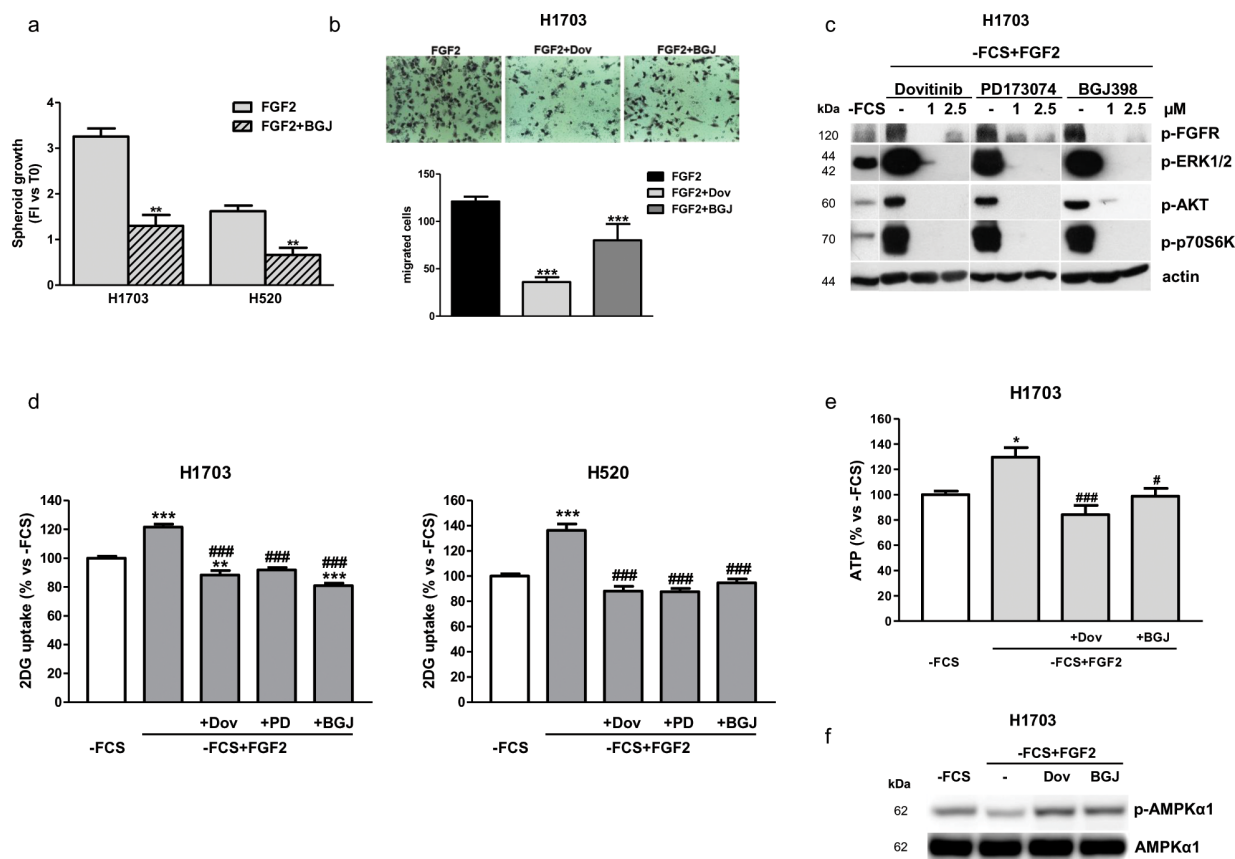 a
Spheroid growth
(FI vs T0)
4
3
2
1
0
FGF2
FGF2+BGJ
**
**
H1703
H520
b
H1703
FGF2
FGF2+Dov
FGF2+BGJ
migrated cells
150
100
50
0
***
***
FGF2
FGF2+Dov
FGF2+BGJ
c
H1703
-FCS+FGF2
Dovitinib PD173074 BGJ398
kDa -FCS - 1 2.5 - 1 2.5 - 1 2.5 µM
120 p-FGFR
44
42 p-ERK1/2
60 p-AKT
70 p-p70S6K
44 actin
d
H1703
2DG uptake (% vs -FCS)
140
120
100
80
60
40
20
0
***
###
**
###
###
***
+Dov +PD +BGJ
-FCS -FCS+FGF2
H520
2DG uptake (% vs -FCS)
160
140
120
100
80
60
40
20
0
***
###
###
###
+Dov +PD +BGJ
-FCS -FCS+FGF2
e
H1703
ATP (% vs -FCS)
160
140
120
100
80
60
40
20
0
*
###
#
+Dov +BGJ
-FCS -FCS+FGF2
f
H1703
-FCS+FGF2
kDa -FCS - Dov BGJ
62 p-AMPKα1
62 AMPKα1